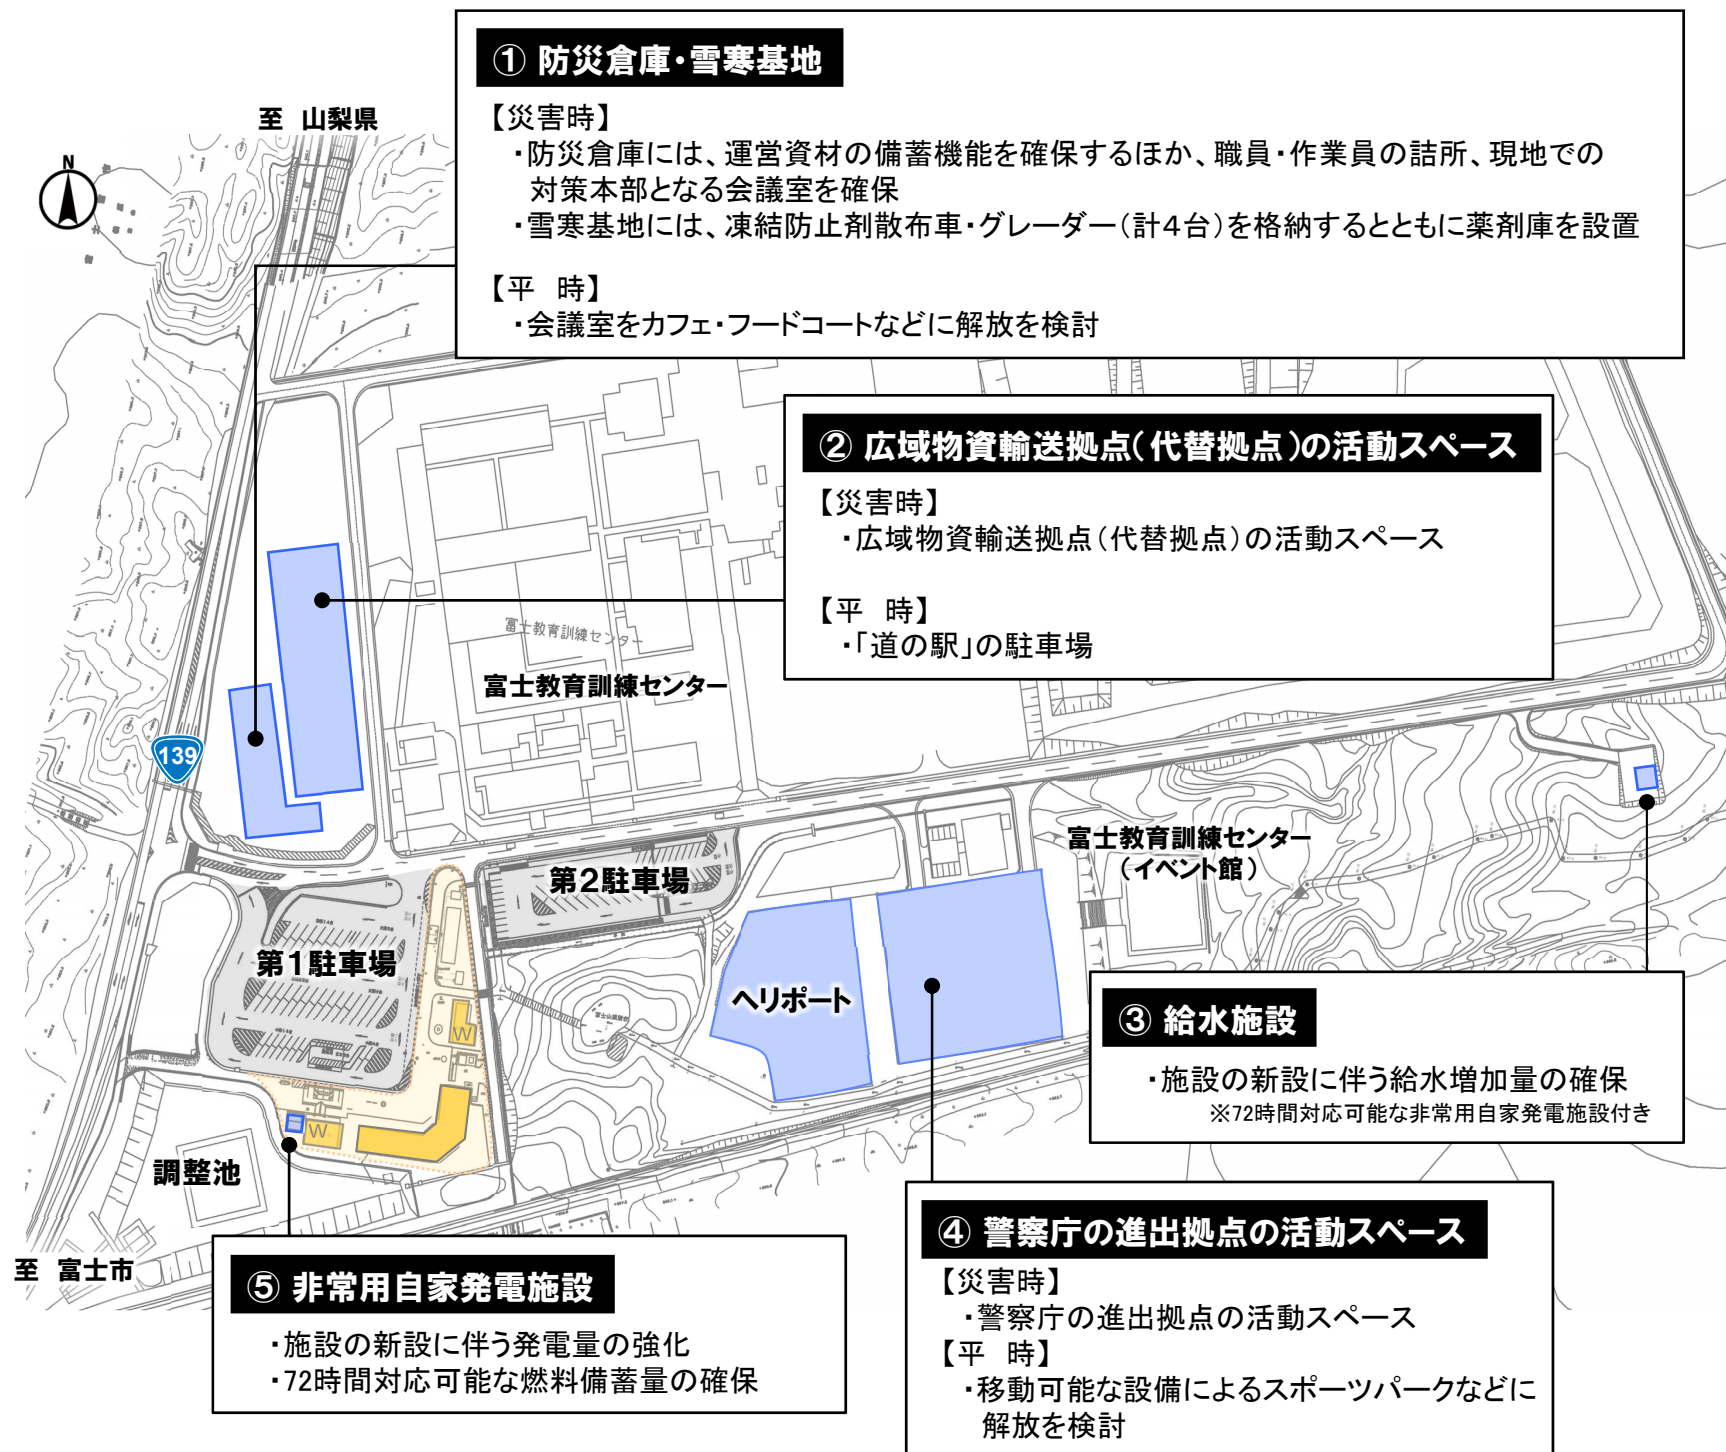 ① 防災倉庫・雪寒基地
【災害時】
・防災倉庫には、運営資材の備蓄機能を確保するほか、職員・作業員の詰所、現地での
対策本部となる会議室を確保
・雪寒基地には、凍結防止剤散布車・グレーダー（計４台）を格納するとともに薬剤庫を設置
【平　時】
・会議室をカフェ・フードコートなどに解放を検討
至　山梨県
N
② 広域物資輸送拠点（代替拠点）の活動スペース
【災害時】
・広域物資輸送拠点（代替拠点）の活動スペース
【平　時】
・「道の駅」の駐車場
富士教育訓練センター
富士教育訓練センター
139
富士教育訓練センター
（イベント館）
第２駐車場
第１駐車場
ヘリポート
W
W
③ 給水施設
・施設の新設に伴う給水増加量の確保
※72時間対応可能な非常用自家発電施設付き
調整池
至　富士市
④ 警察庁の進出拠点の活動スペース
【災害時】
・警察庁の進出拠点の活動スペース
【平　時】
・移動可能な設備によるスポーツパークなどに
解放を検討
⑤ 非常用自家発電施設
・施設の新設に伴う発電量の強化
・72時間対応可能な燃料備蓄量の確保